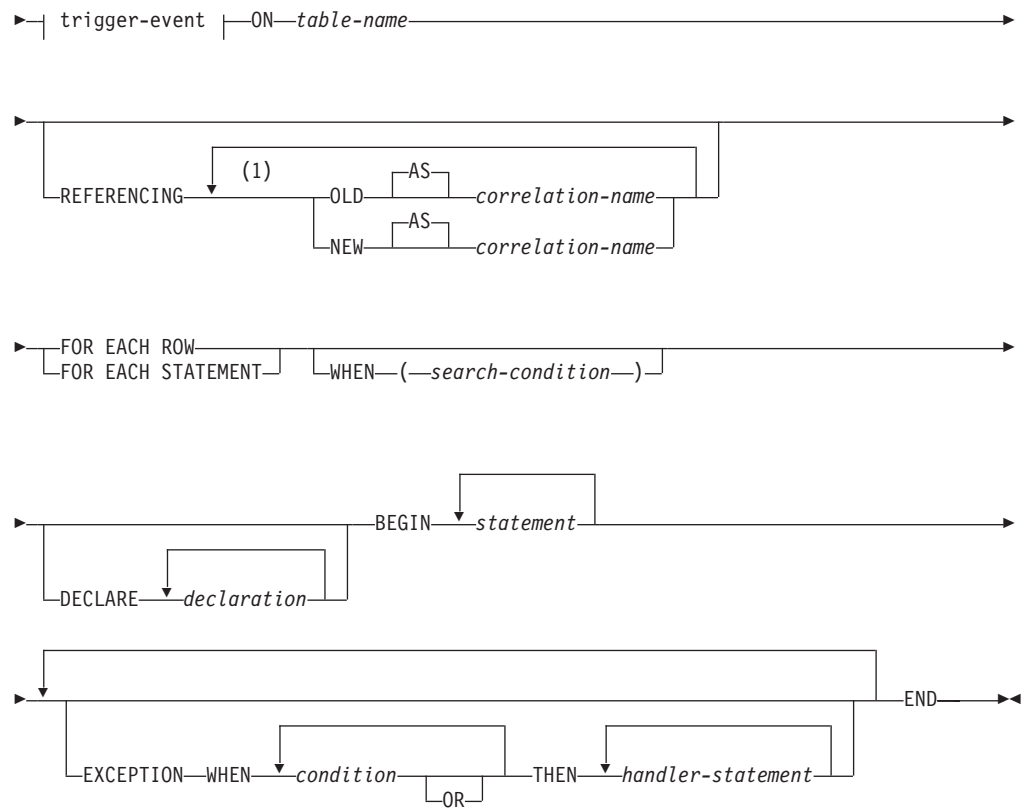 trigger-event ON table-name
(1) AS
REFERENCING OLD correlation-name
AS
NEW correlation-name
FOR EACH ROW
FOR EACH STATEMENT WHEN ( search-condition )
BEGIN statement
DECLARE declaration
END
EXCEPTION WHEN condition THEN handler-statement
OR